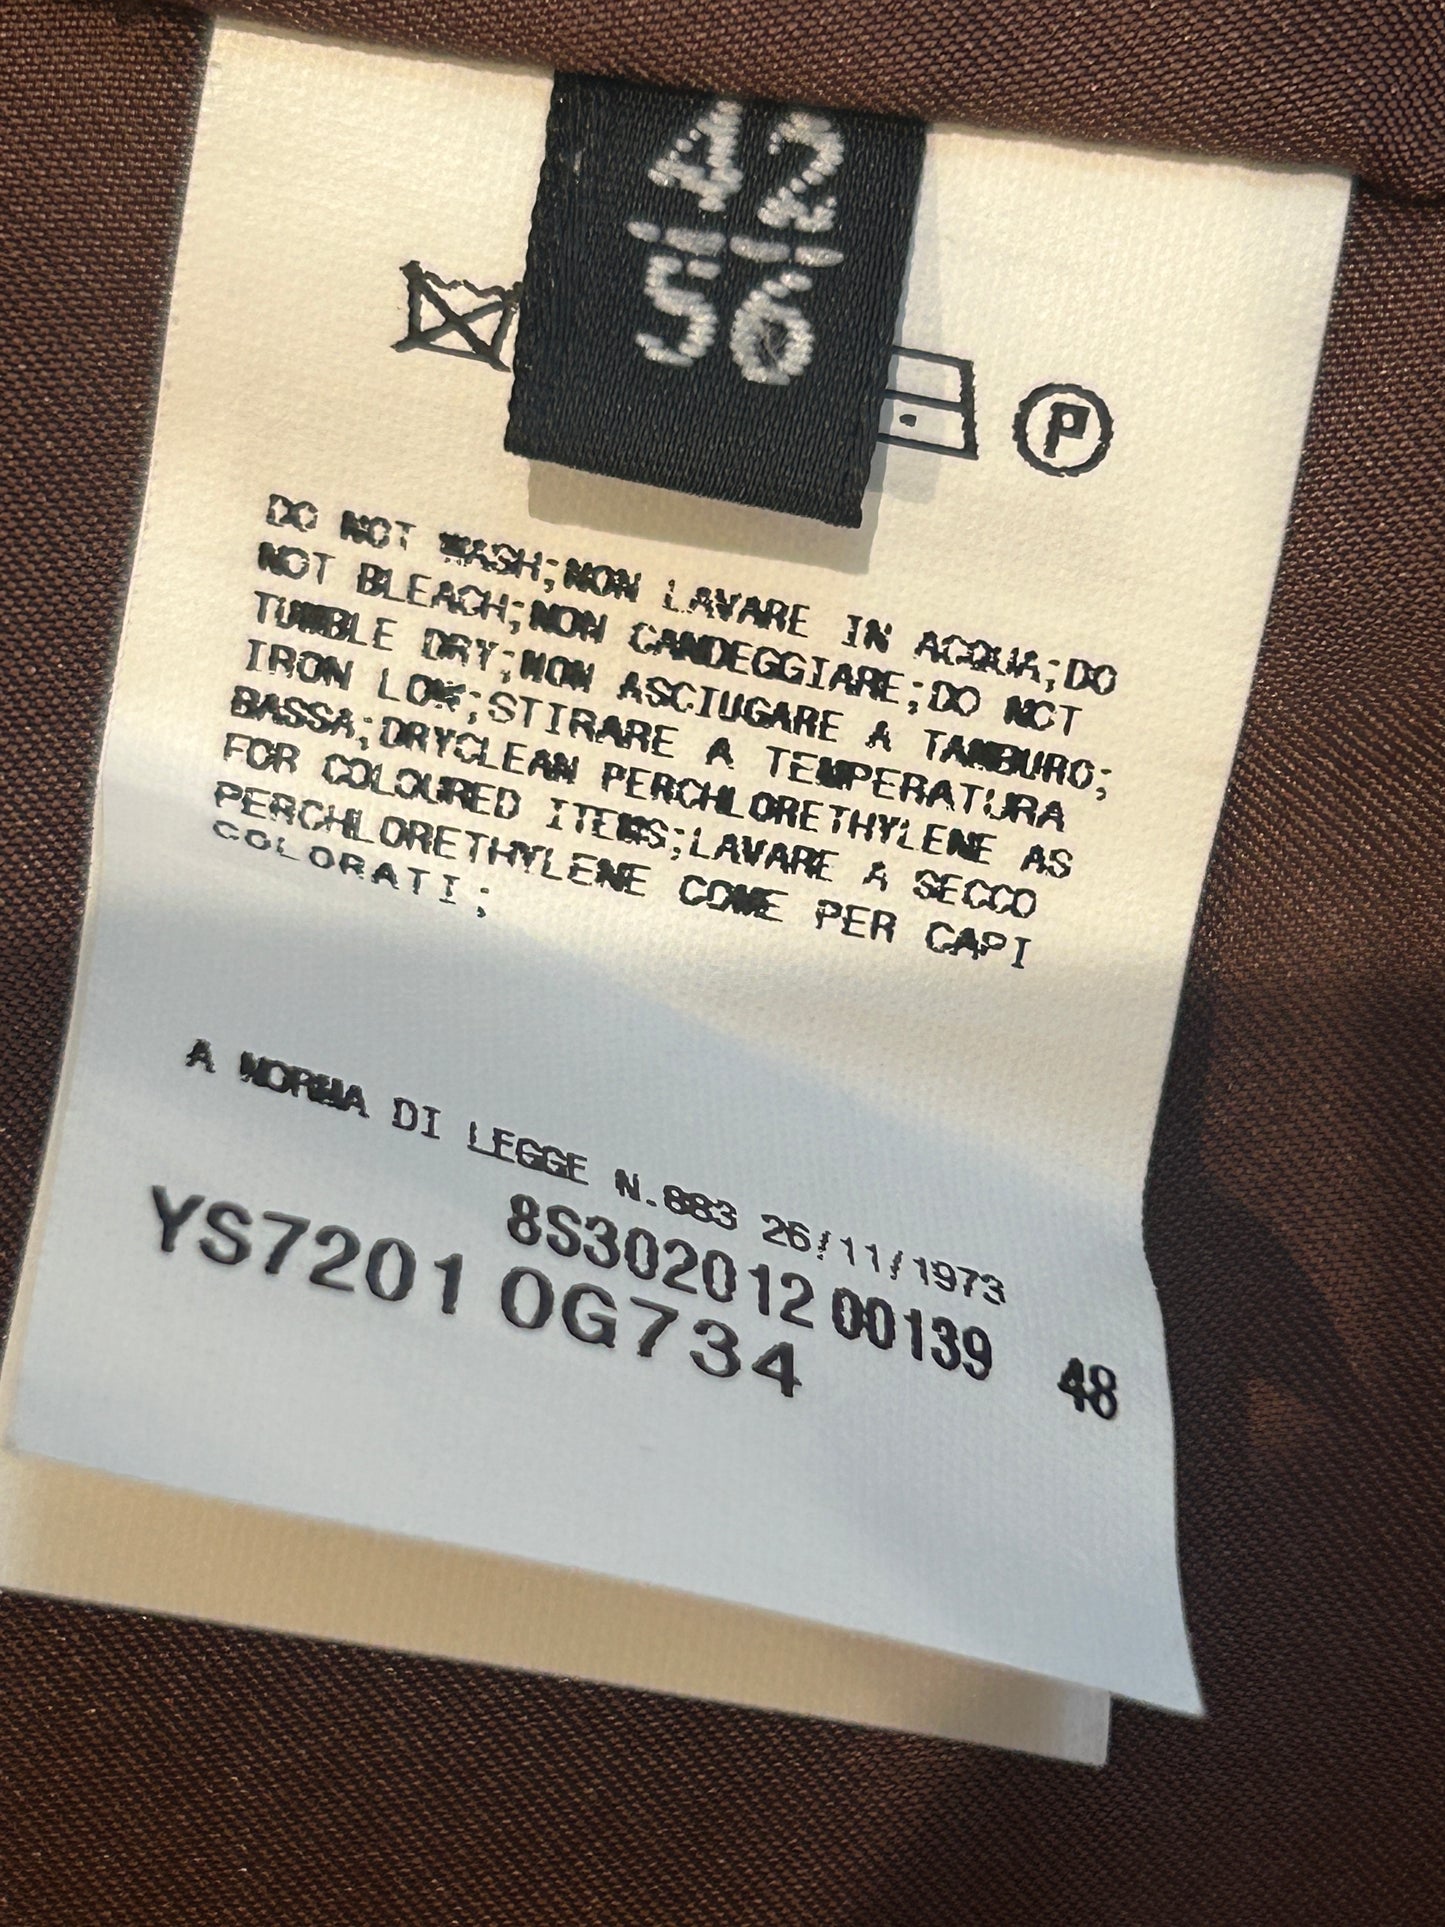 42
56
P
DO NOT WASH;NON LAVARE IN ACQUA;DO
NOT BLEACH;NON CANDEGGIARE;DO NOT
TUMBLE DRY;NON ASCIUGARE A TAMBURO;
IRON LOW;STIRARE A TEMPERATURA
BASSA;DRYCLEAN PERCHLORETHYLENE AS
FOR COLOURED ITEMS;LAVARE A SECCO
PERCHLORETHYLENE COME PER CAPI
COLORATI;
A NORMA DI LEGGE N.883 26/11/1973
8S302012 00139 48
YS7201 0G734